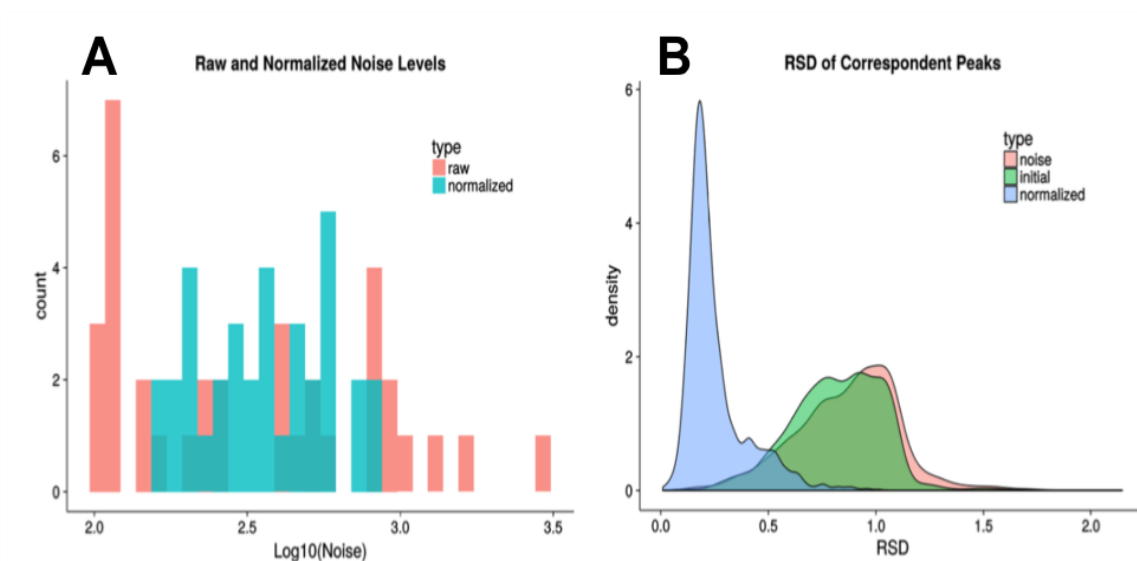 A
Raw and Normalized Noise Levels
type
raw
normalized
count
6
4
2
0
2.0 2.5 3.0 3.5
Log10(Noise)
B
RSD of Correspondent Peaks
type
noise
initial
normalized
density
6
4
2
0
0.0 0.5 1.0 1.5 2.0
RSD